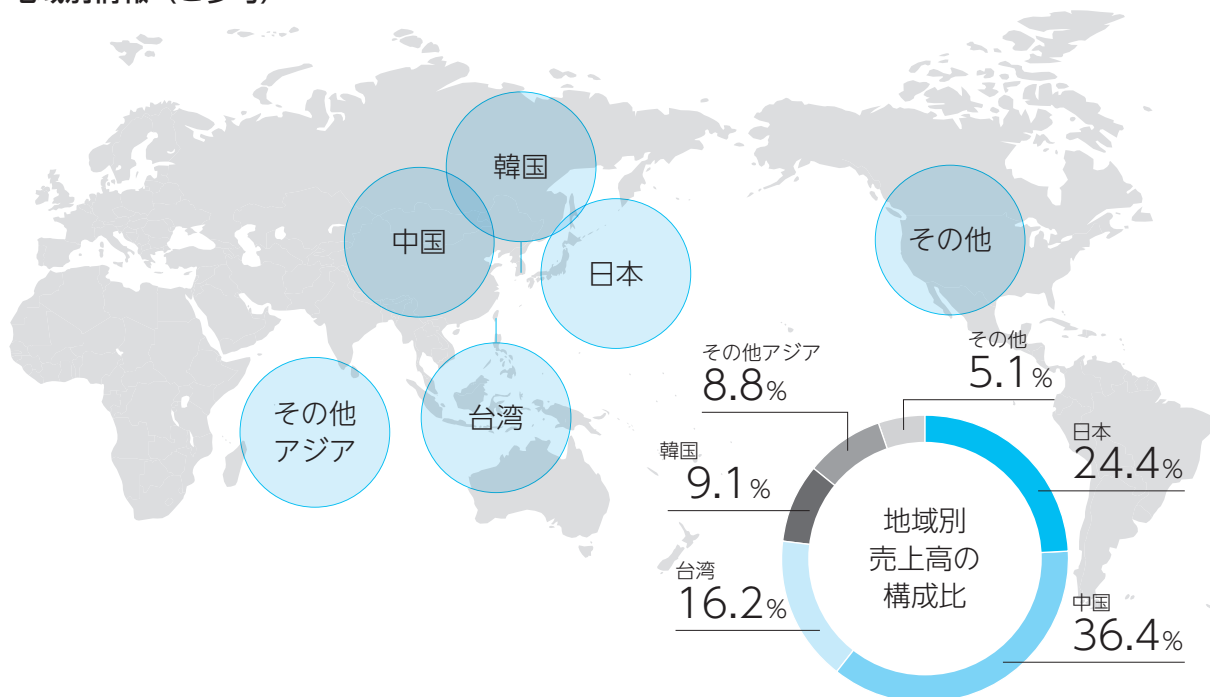 韓国
中国
日本
その他
その他
アジア
台湾
その他アジア
8.8%
その他
5.1%
韓国
9.1%
日本
24.4%
台湾
16.2%
中国
36.4%
地域別
売上高の
構成比